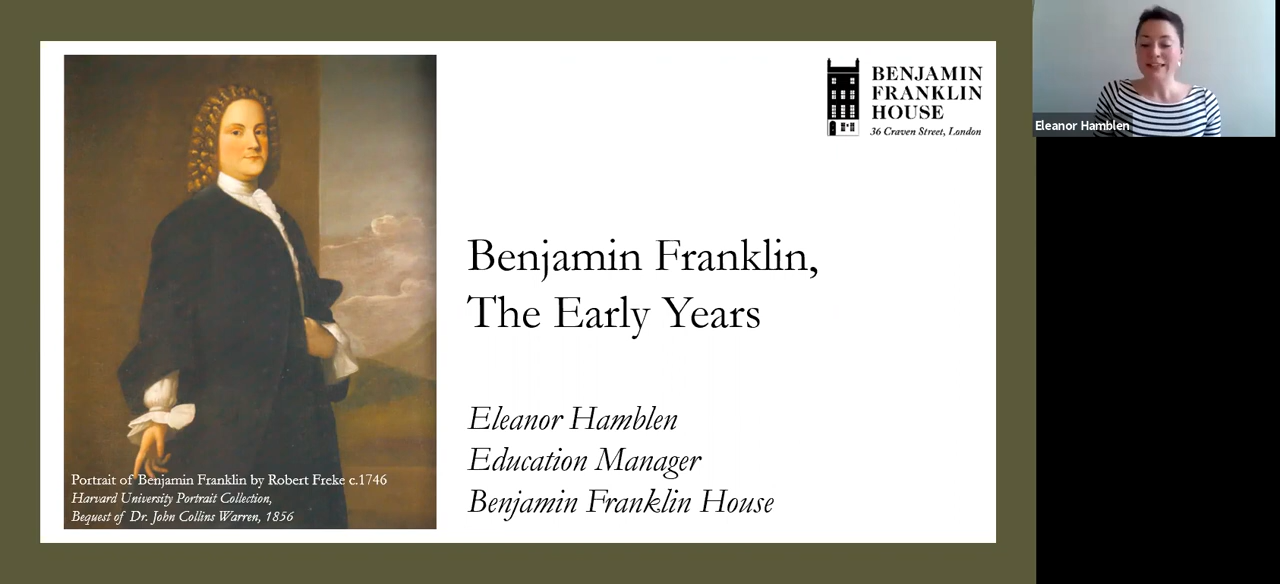 BENJAMIN
FRANKLIN
HOUSE
36 Craven Street, London
Eleanor Hamblen
Benjamin Franklin,
The Early Years
Eleanor Hamblen
Education Manager
Benjamin Franklin House
Portrait of Benjamin Franklin by Robert Freke c.1746
Harvard University Portrait Collection,
Bequest of Dr. John Collins Warren, 1856